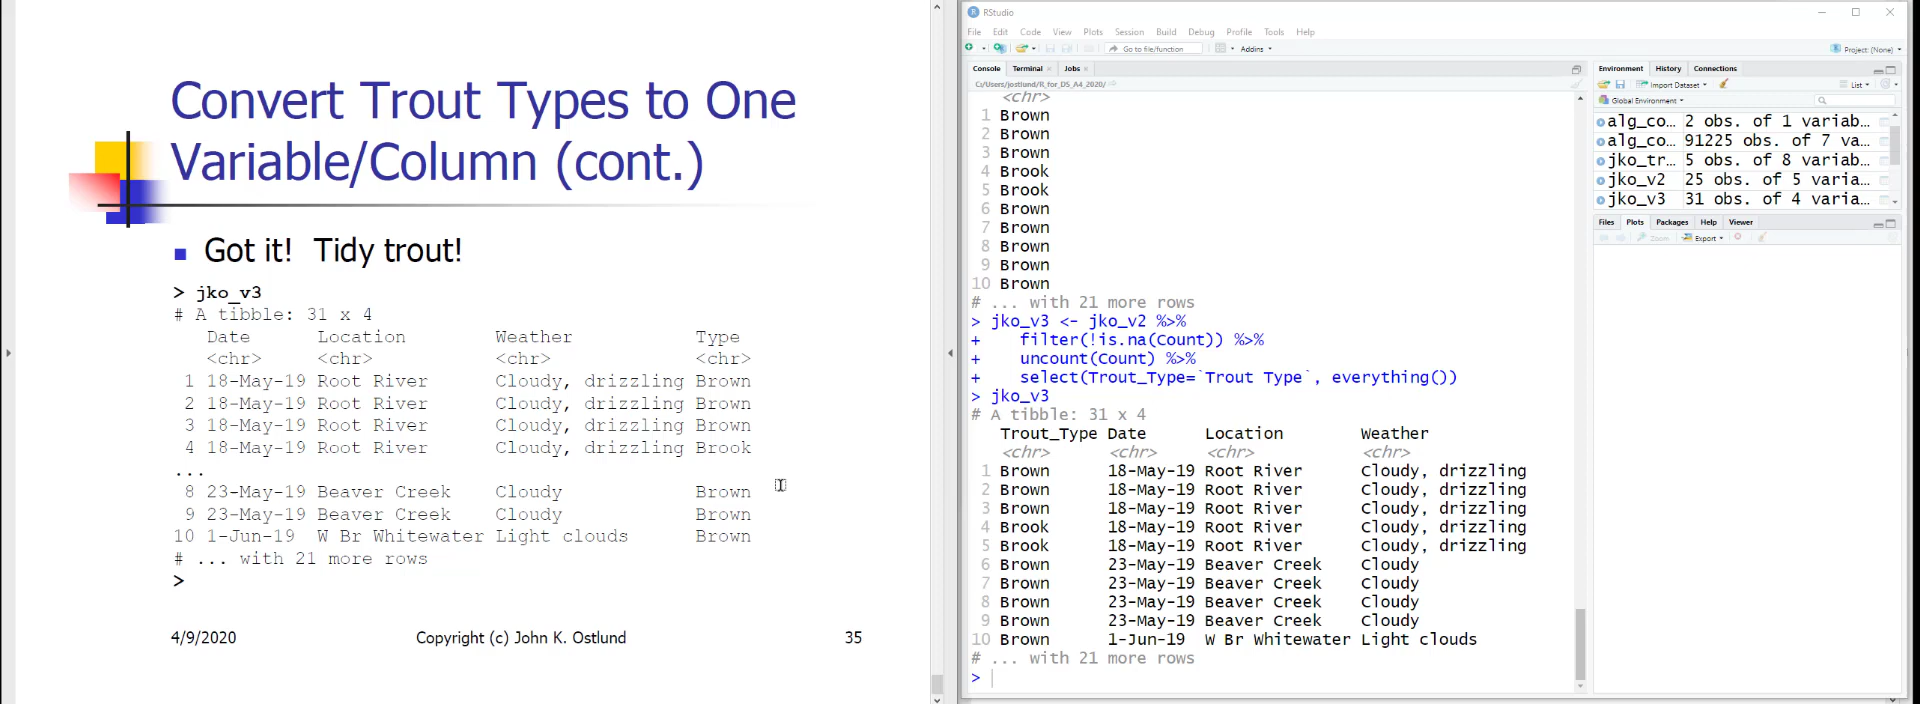 Convert Trout Types to One
Variable/Column (cont.)
Got it! Tidy trout!
> jko_v3
# A tibble: 31 x 4
Date Location Weather Type
<chr> <chr> <chr> <chr>
1 18-May-19 Root River Cloudy, drizzling Brown
2 18-May-19 Root River Cloudy, drizzling Brown
3 18-May-19 Root River Cloudy, drizzling Brown
4 18-May-19 Root River Cloudy, drizzling Brook
...
8 23-May-19 Beaver Creek Cloudy Brown
9 23-May-19 Beaver Creek Cloudy Brown
10 1-Jun-19 W Br Whitewater Light clouds Brown
# ... with 21 more rows
>
4/9/2020 Copyright (c) John K. Ostlund 35
RStudio
File Edit Code View Plots Session Build Debug Profile Tools Help
Go to file/function Addins
Project: (None)
Console Terminal Jobs
C:/Users/jostlund/R_for_DS_A4_2020/
<chr>
1 Brown
2 Brown
3 Brown
4 Brook
5 Brook
6 Brown
7 Brown
8 Brown
9 Brown
10 Brown
# ... with 21 more rows
> jko_v3 <- jko_v2 %>%
+ filter(!is.na(Count)) %>%
+ uncount(Count) %>%
+ select(Trout_Type=`Trout Type`, everything())
> jko_v3
# A tibble: 31 x 4
Trout_Type Date Location Weather
<chr> <chr> <chr> <chr>
1 Brown 18-May-19 Root River Cloudy, drizzling
2 Brown 18-May-19 Root River Cloudy, drizzling
3 Brown 18-May-19 Root River Cloudy, drizzling
4 Brook 18-May-19 Root River Cloudy, drizzling
5 Brook 18-May-19 Root River Cloudy, drizzling
6 Brown 23-May-19 Beaver Creek Cloudy
7 Brown 23-May-19 Beaver Creek Cloudy
8 Brown 23-May-19 Beaver Creek Cloudy
9 Brown 23-May-19 Beaver Creek Cloudy
10 Brown 1-Jun-19 W Br Whitewater Light clouds
# ... with 21 more rows
>
Environment History Connections
Import Dataset List
Global Environment
alg_co... 2 obs. of 1 variab...
alg_co... 91225 obs. of 7 va...
jko_tr... 5 obs. of 8 variab...
jko_v2 25 obs. of 5 varia...
jko_v3 31 obs. of 4 varia...
Files Plots Packages Help Viewer
Zoom Export